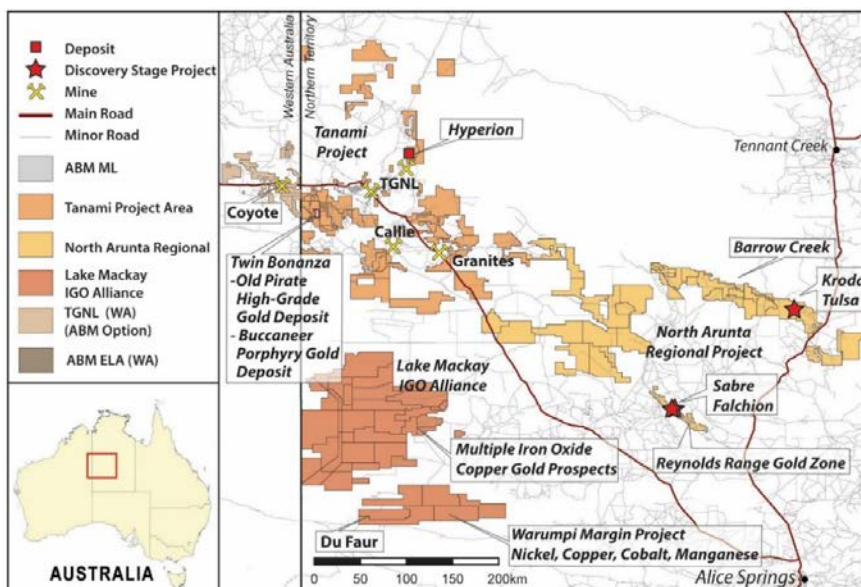 Deposit
Discovery Stage Project
Mine
Main Road
Minor Road
ABM ML
Tanami Project Area
North Arunta Regional
Lake Mackay
IGO Alliance
TGNL (WA)
(ABM Option)
ABM ELA (WA)
AUSTRALIA
Western Australia
Northern Territory
Tanami
Project
Hyperion
TGNL
Coyote
Callie
Granites
Twin Bonanza
-Old Pirate
High-Grade
Gold Deposit
- Buccaneer
Porphyry Gold
Deposit
Tennant Creek
Barrow Creek
Kroda
Tulsa
North Arunta
Regional Project
Lake Mackay
IGO Alliance
Sabre
Falchion
Multiple Iron Oxide
Copper Gold Prospects
Reynolds Range Gold Zone
Du Faur
Warumpi Margin Project
Nickel, Copper, Cobalt, Manganese
0 50 100 200km
Alice Springs